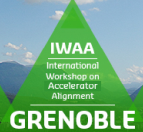 IWAA
International
Workshop on
Accelerator
Alignment
GRENOBLE